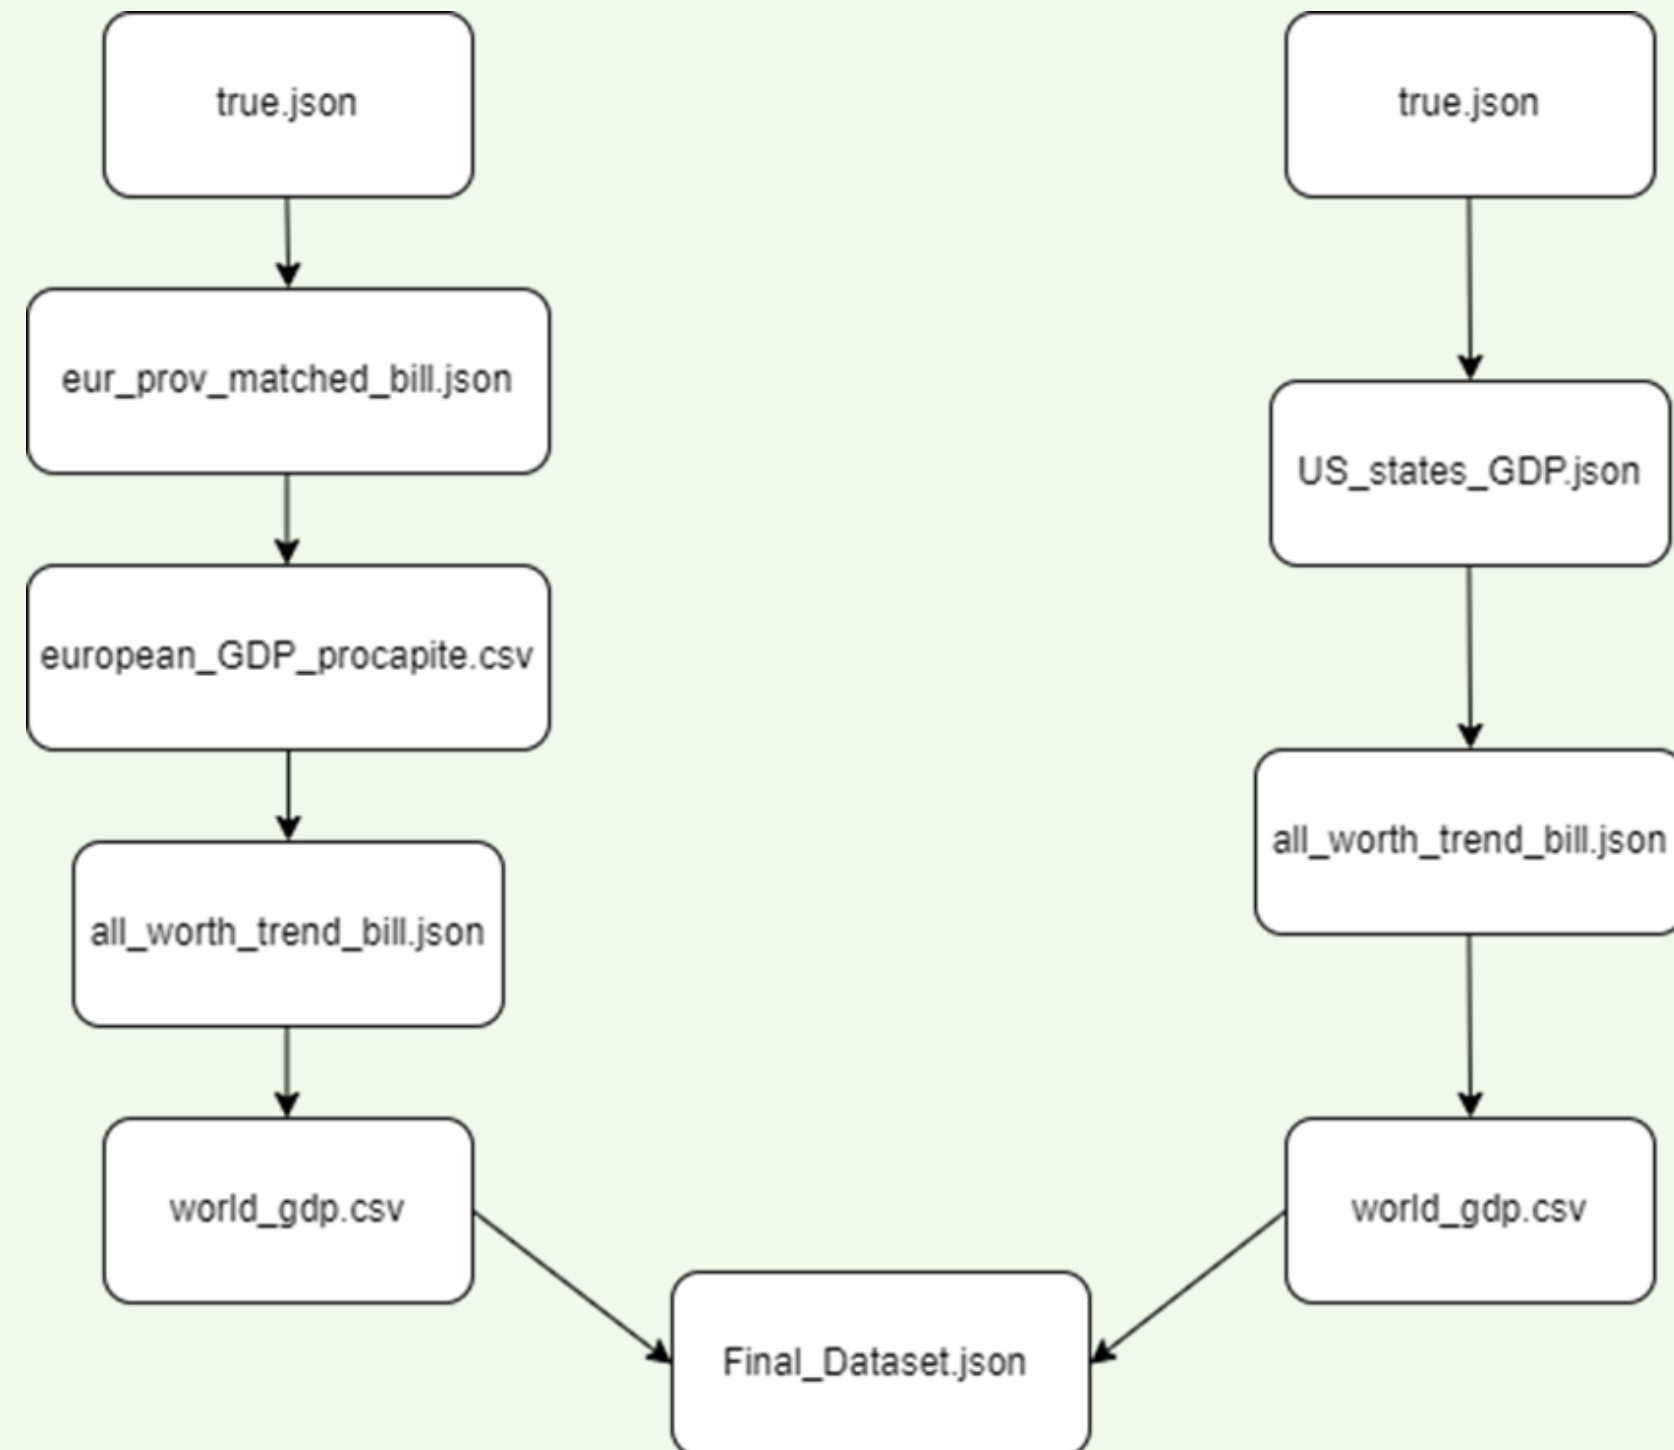 true.json
eur_prov_matched_bill.json
european_GDP_procapite.csv
all_worth_trend_bill.json
world_gdp.csv
true.json
US_states_GDP.json
all_worth_trend_bill.json
world_gdp.csv
Final_Dataset.json